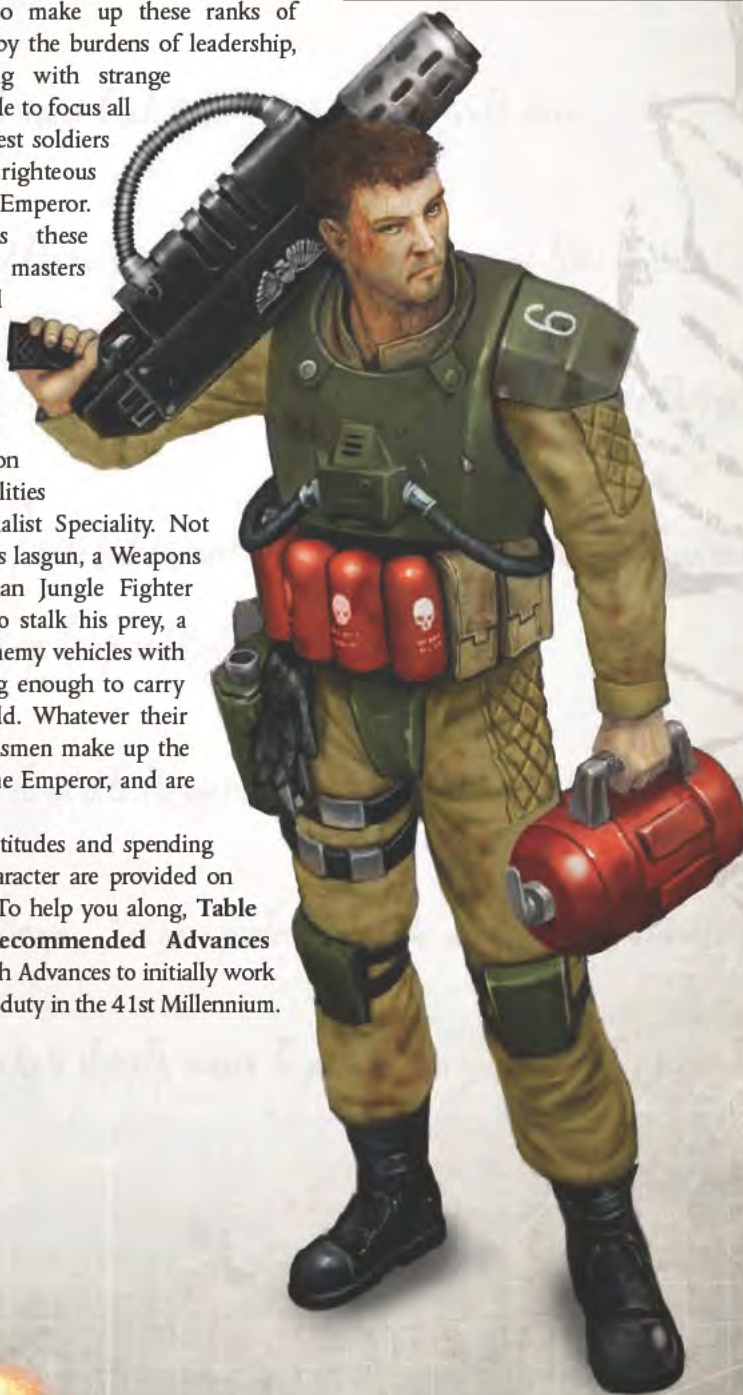 o make up these ranks of
by the burdens of leadership,
g with strange
le to focus all
est soldiers
righteous
Emperor.
s these
masters
9
on
lities
ialist Speciality. Not
s lasgun, a Weapons
an Jungle Fighter
o stalk his prey, a
nemy vehicles with
g enough to carry
ld. Whatever their
smen make up the
e Emperor, and are
titudes and spending
aracter are provided on
To help you along, Table
ecommended Advances
h Advances to initially work
duty in the 41st Millennium.